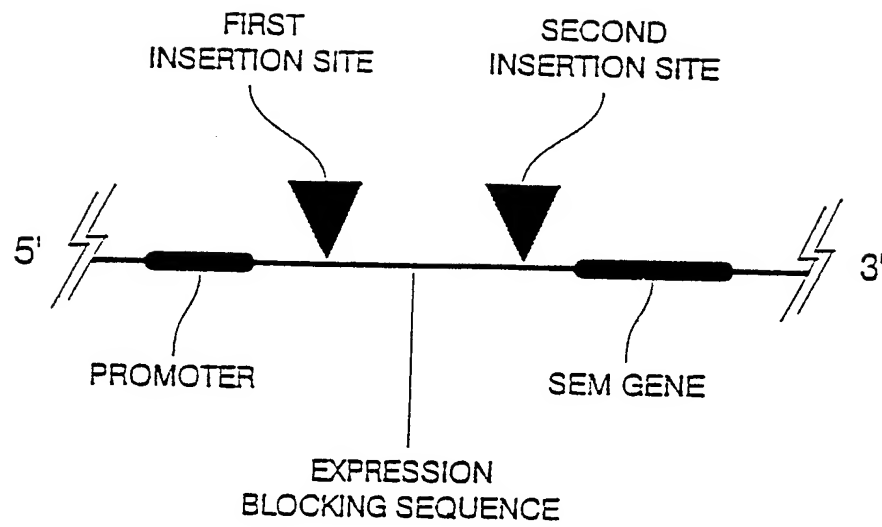 FIRST
INSERTION SITE
SECOND
INSERTION SITE
5'
3'
PROMOTER
SEM GENE
EXPRESSION
BLOCKING SEQUENCE